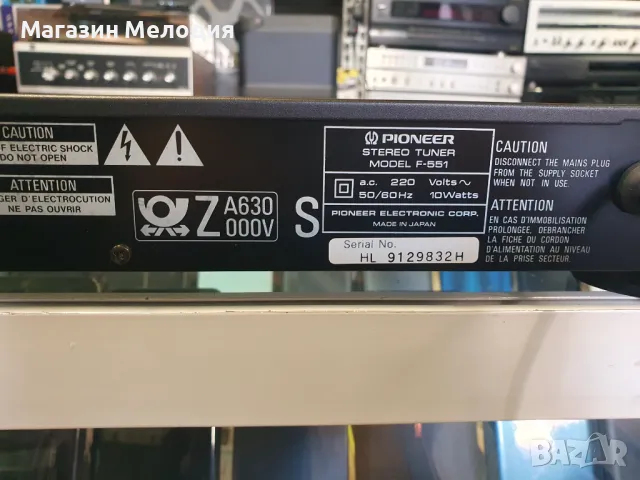 Магазин Мелодия
CAUTION
F ELECTRIC SHOCK
DO NOT OPEN
ATTENTION
GER D'ELECTROCUTION
NE PAS OUVRIR
Z A630
000V
S
PIONEER
STEREO TUNER
MODEL F-551
a.c. 220 Volts~
50/60Hz 10Watts
PIONEER ELECTRONIC CORP.
MADE IN JAPAN
Serial No.
HL 9129832H
CAUTION
DISCONNECT THE MAINS PLUG
FROM THE SUPPLY SOCKET
WHEN NOT IN USE.
ATTENTION
EN CAS D'IMMOBILISATION
PROLONGEE, DEBRANCHER
LA FICHE DU CORDON
D'ALIMENTATION AU NIVEAU
DE LA PRISE SECTEUR.
BAZAR